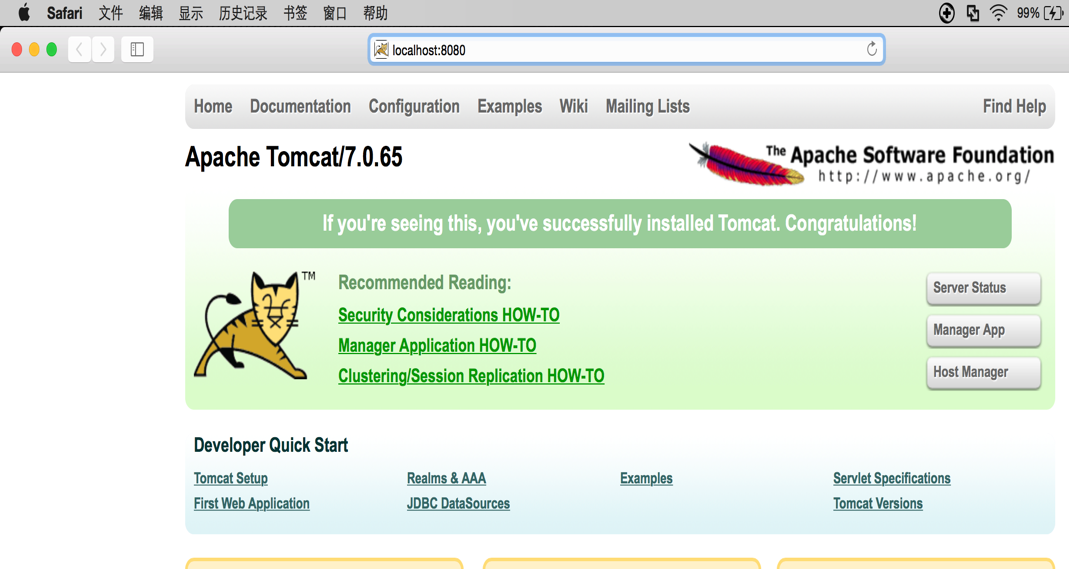 Safari 文件 编辑 显示 历史记录 书签 窗口 帮助 99%
localhost:8080
Home Documentation Configuration Examples Wiki Mailing Lists Find Help
Apache Tomcat/7.0.65
The Apache Software Foundation
http://www.apache.org/
If you're seeing this, you've successfully installed Tomcat. Congratulations!
TM
Recommended Reading:
Security Considerations HOW-TO
Manager Application HOW-TO
Clustering/Session Replication HOW-TO
Server Status
Manager App
Host Manager
Developer Quick Start
Tomcat Setup Realms & AAA Examples Servlet Specifications
First Web Application JDBC DataSources Tomcat Versions